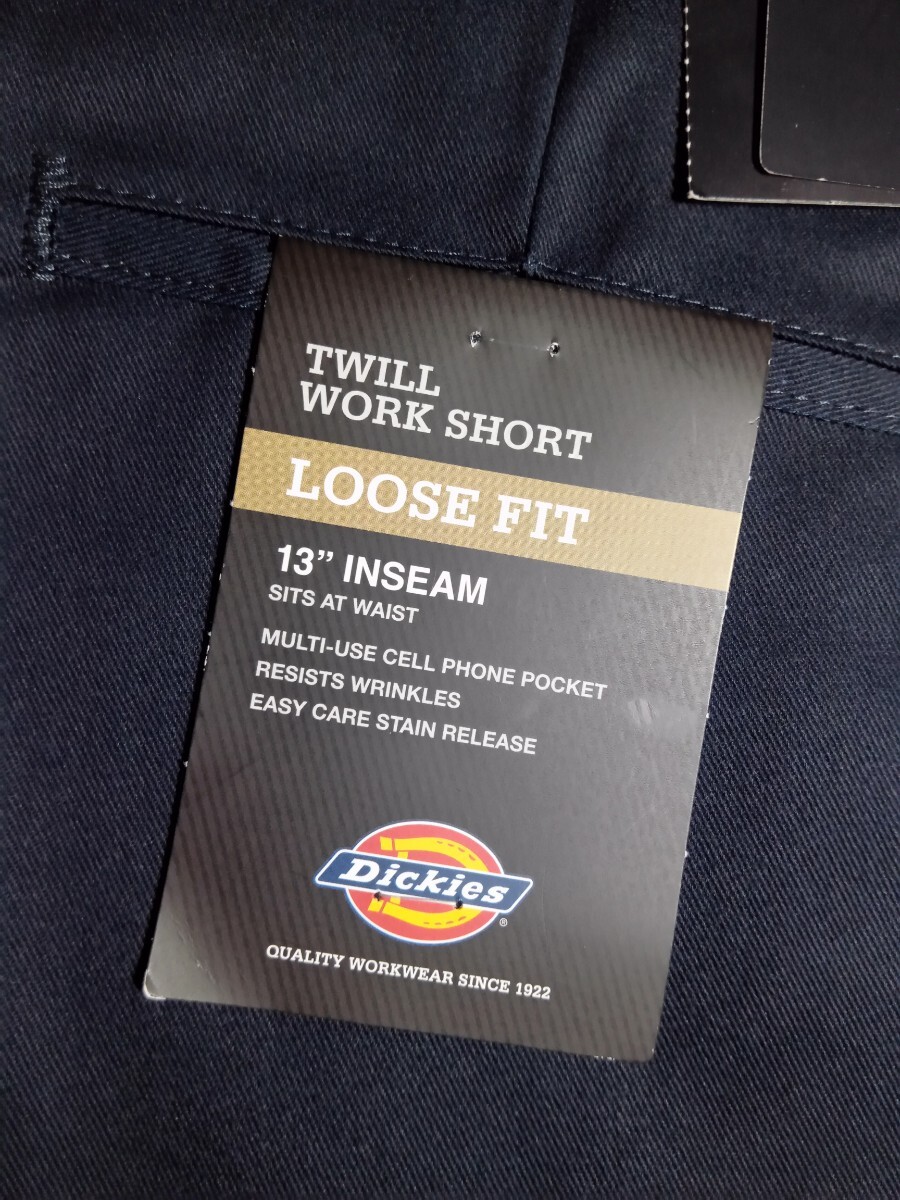 TWILL
WORK SHORT
LOOSE FIT
13” INSEAM
SITS AT WAIST
MULTI-USE CELL PHONE POCKET
RESISTS WRINKLES
EASY CARE STAIN RELEASE
Dickies®
QUALITY WORKWEAR SINCE 1922